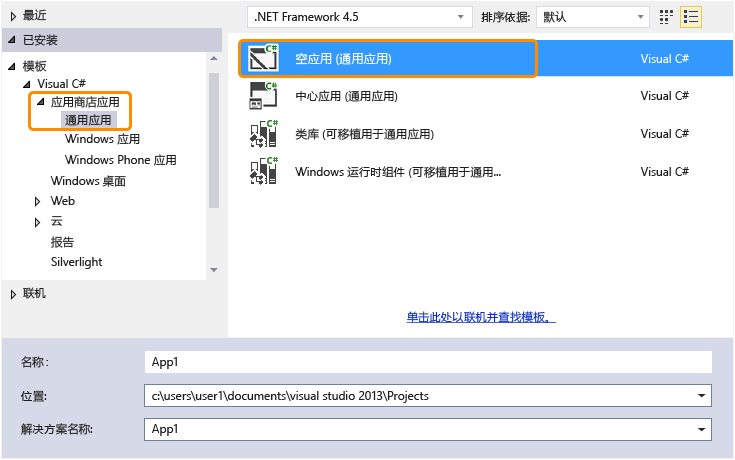 最近
.NET Framework 4.5
排序依据:
默认
已安装
模板
Visual C#
应用商店应用
通用应用
Windows 应用
Windows Phone 应用
Windows 桌面
Web
云
报告
Silverlight
联机
C# 空应用 (通用应用) Visual C#
C# 中心应用 (通用应用) Visual C#
C# 类库 (可移植用于通用应用) Visual C#
C# Windows 运行时组件 (可移植用于通用... Visual C#
单击此处以联机并查找模板。
名称: App1
位置: c:\users\user1\documents\visual studio 2013\Projects
解决方案名称: App1